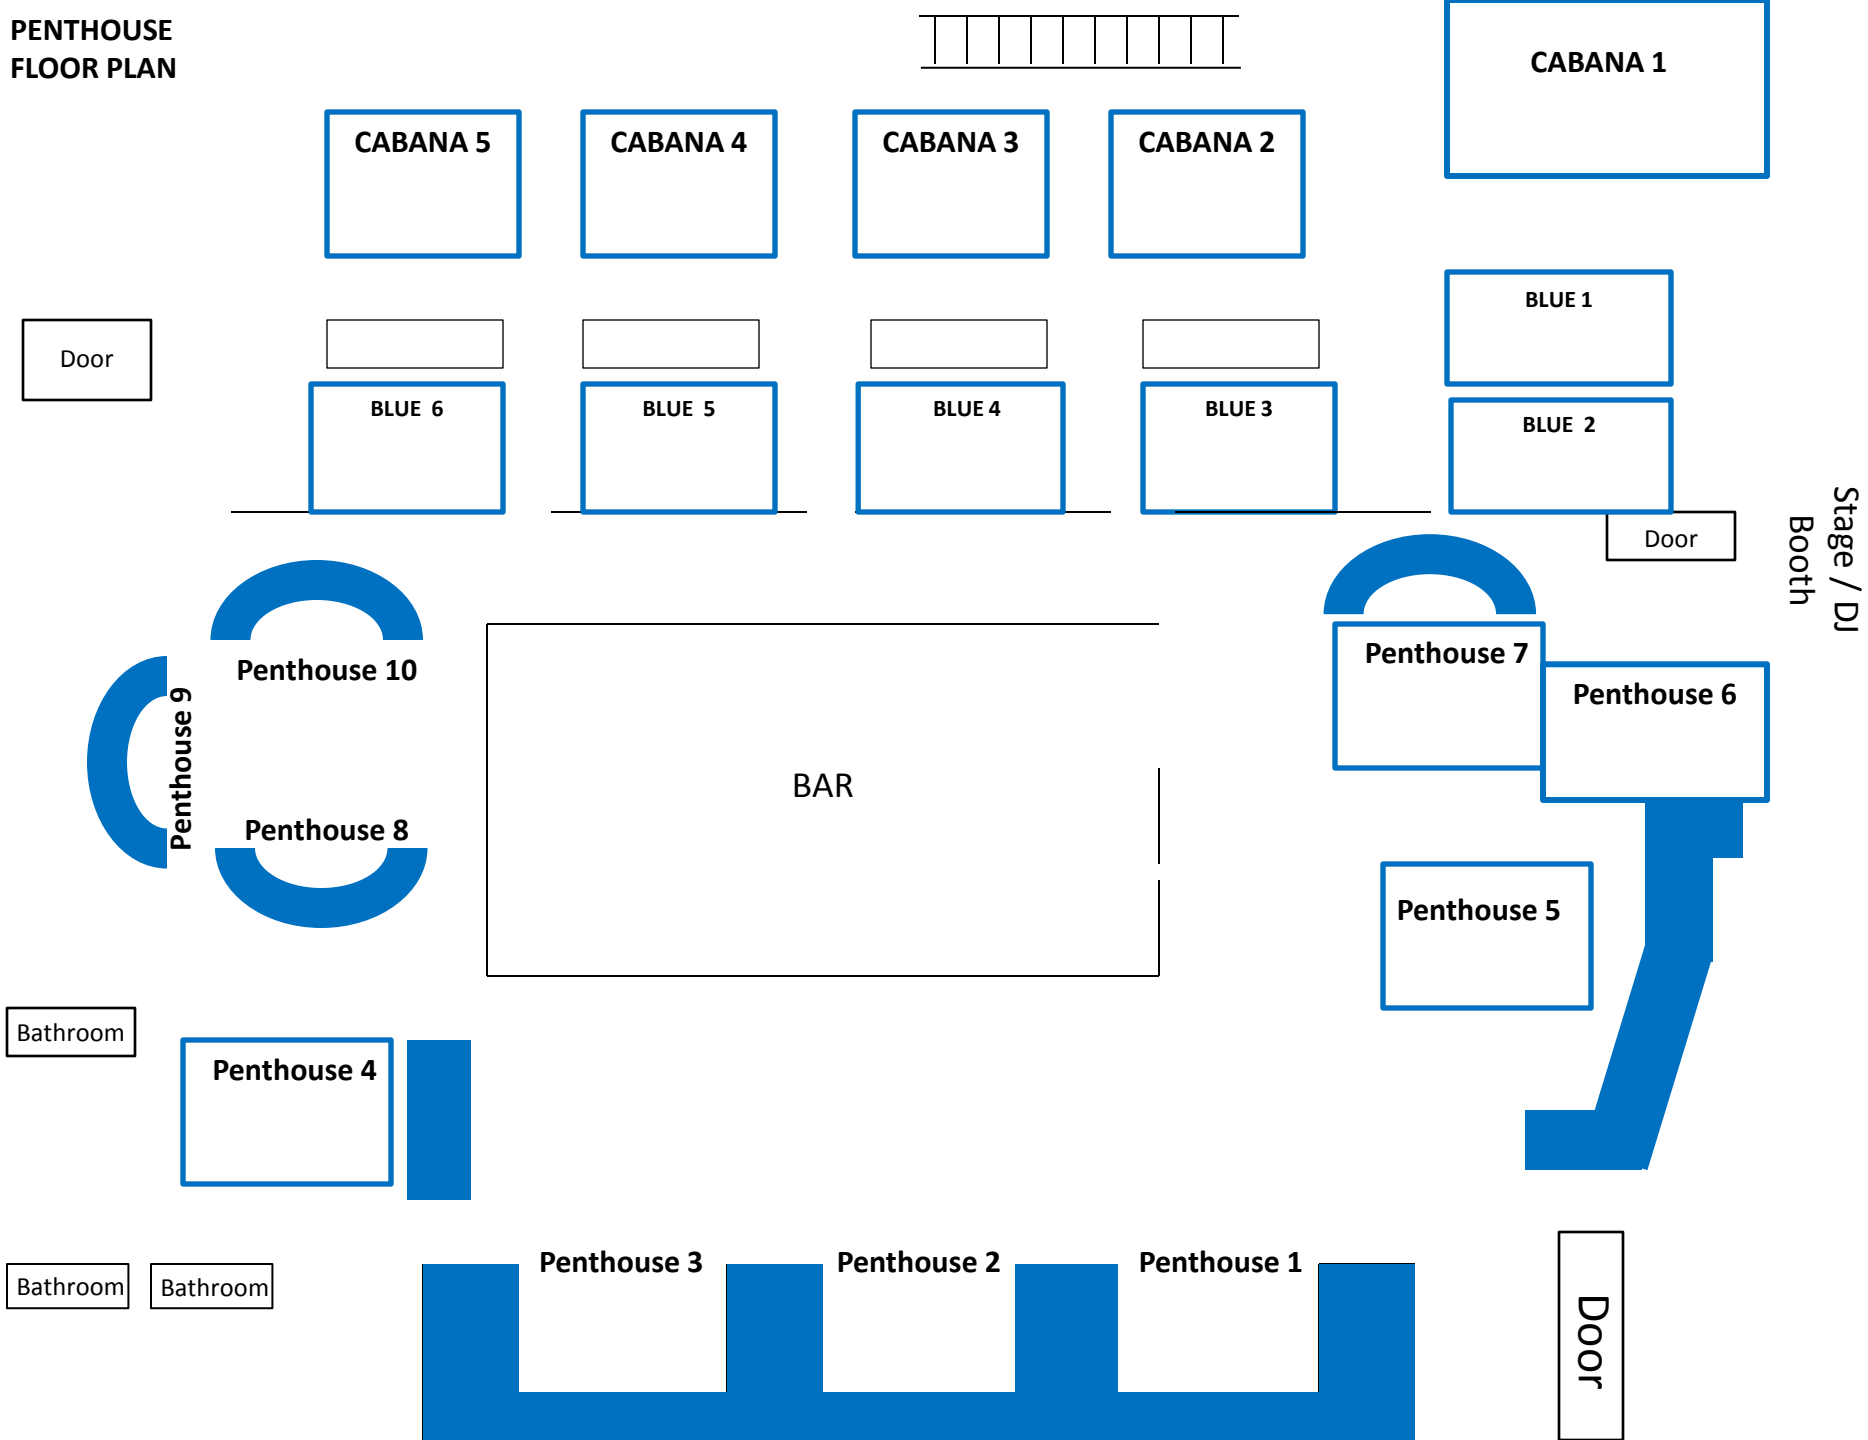 PENTHOUSE
FLOOR PLAN
CABANA 1
CABANA 5
CABANA 4
CABANA 3
CABANA 2
BLUE 1
Door
BLUE  6
BLUE  5
BLUE 4
BLUE 3
BLUE  2
Door
Stage / DJ
Booth
Penthouse 10
Penthouse 7
Penthouse 6
Penthouse 9
BAR
Penthouse 8
Penthouse 5
Bathroom
Penthouse 4
Penthouse 3
Penthouse 2
Penthouse 1
Bathroom
Bathroom
Door